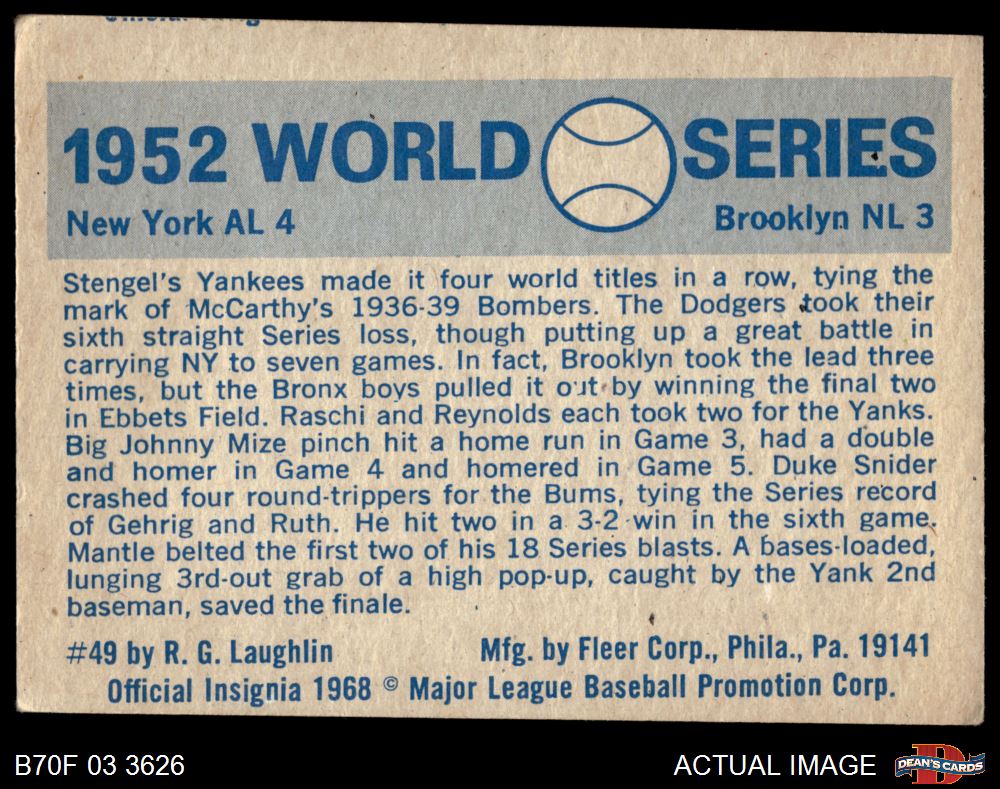 1952 WORLD SERIES
New York AL 4
Brooklyn NL 3
Stengel's Yankees made it four world titles in a row, tying the
mark of McCarthy's 1936-39 Bombers. The Dodgers took their
sixth straight Series loss, though putting up a great battle in
carrying NY to seven games. In fact, Brooklyn took the lead three
times, but the Bronx boys pulled it out by winning the final two
in Ebbets Field. Raschi and Reynolds each took two for the Yanks.
Big Johnny Mize pinch hit a home run in Game 3, had a double
and homer in Game 4 and homered in Game 5. Duke Snider
crashed four round-trippers for the Bums, tying the Series record
of Gehrig and Ruth. He hit two in a 3-2 win in the sixth game.
Mantle belted the first two of his 18 Series blasts. A bases-loaded,
lunging 3rd-out grab of a high pop-up, caught by the Yank 2nd
baseman, saved the finale.
#49 by R. G. Laughlin
Mfg. by Fleer Corp., Phila., Pa. 19141
Official Insignia 1968 © Major League Baseball Promotion Corp.
B70F 03 3626
ACTUAL IMAGE
DEAN'S CARDS